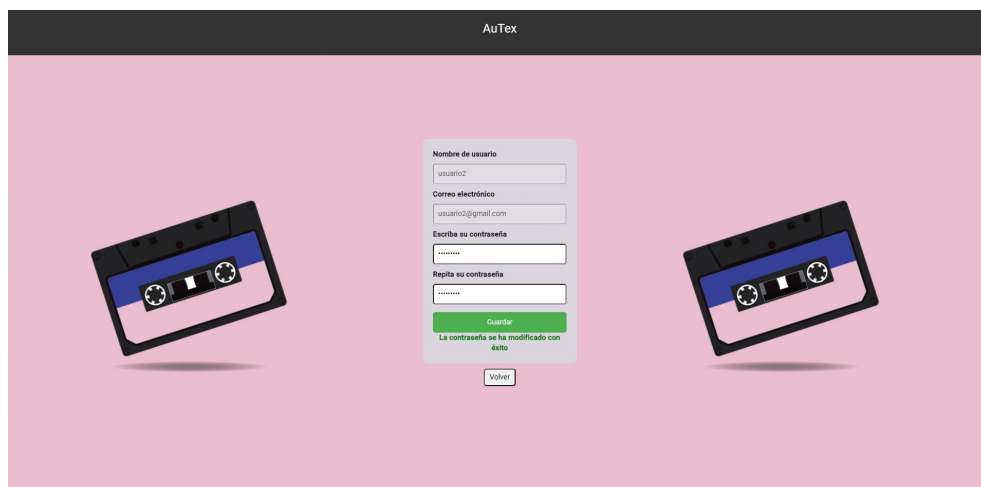 AuTex
Nombre de usuario
usuario2
Correo electrónico
usuario2@gmail.com
Escriba su contraseña
•••••••••
Repita su contraseña
•••••••••
Guardar
La contraseña se ha modificado con
éxito
Volver